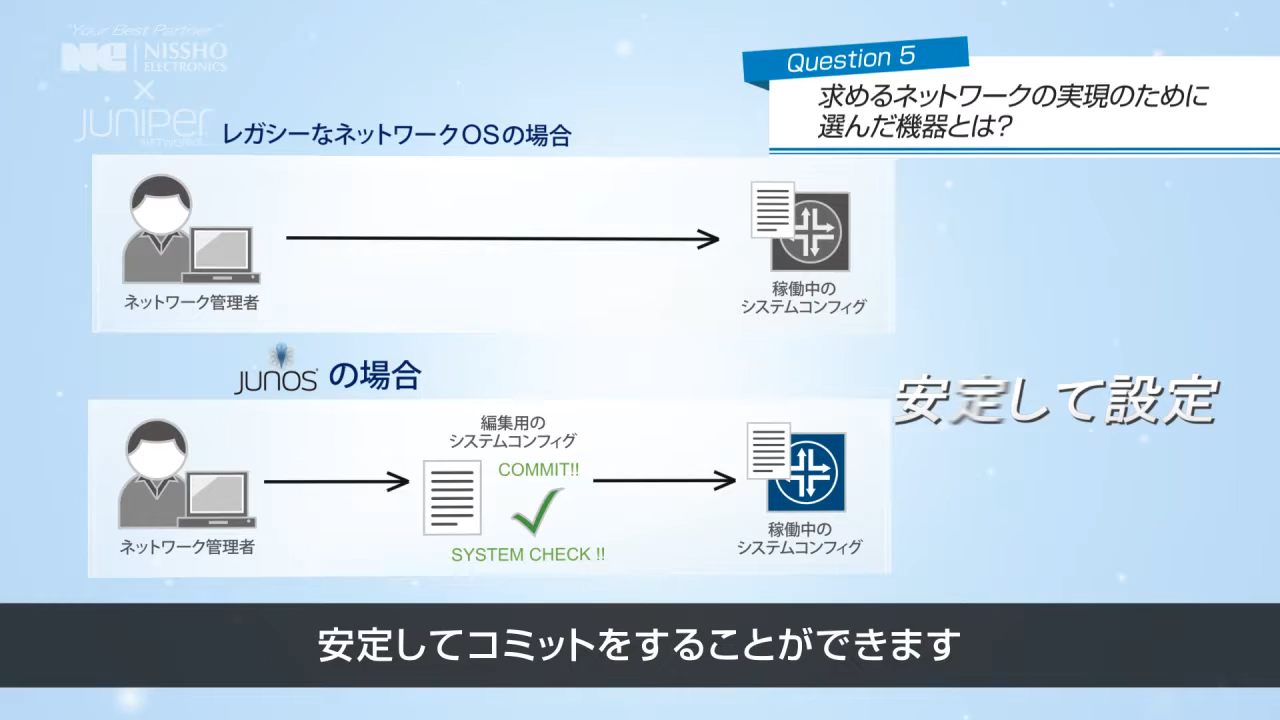 "Your Best Partner"
NISSHO
ELECTRONICS
×
JUNIPER
NETWORKS
Question 5
求めるネットワークの実現のために
選んだ機器とは?
レガシーなネットワークOSの場合
ネットワーク管理者
稼働中の
システムコンフィグ
JUNOS の場合
安定して設定
編集用の
システムコンフィグ
COMMIT!!
SYSTEM CHECK !!
ネットワーク管理者
稼働中の
システムコンフィグ
安定してコミットをすることができます